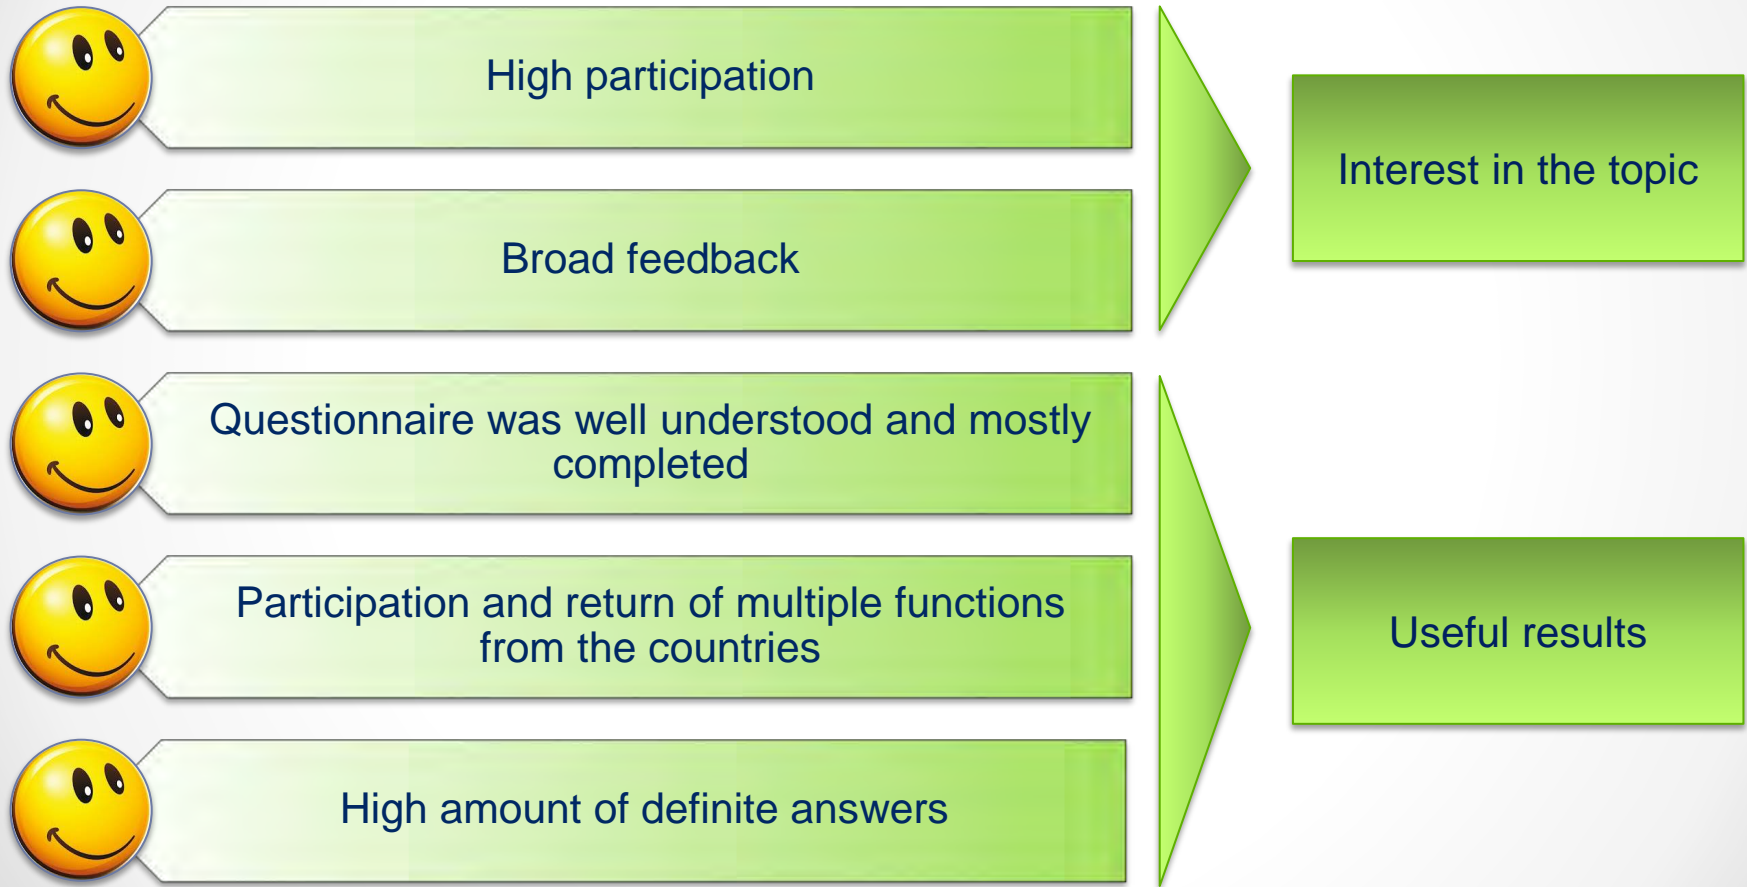 High participation
Broad feedback
Interest in the topic
Questionnaire was well understood and mostly
completed
Participation and return of multiple functions
from the countries
High amount of definite answers
Useful results